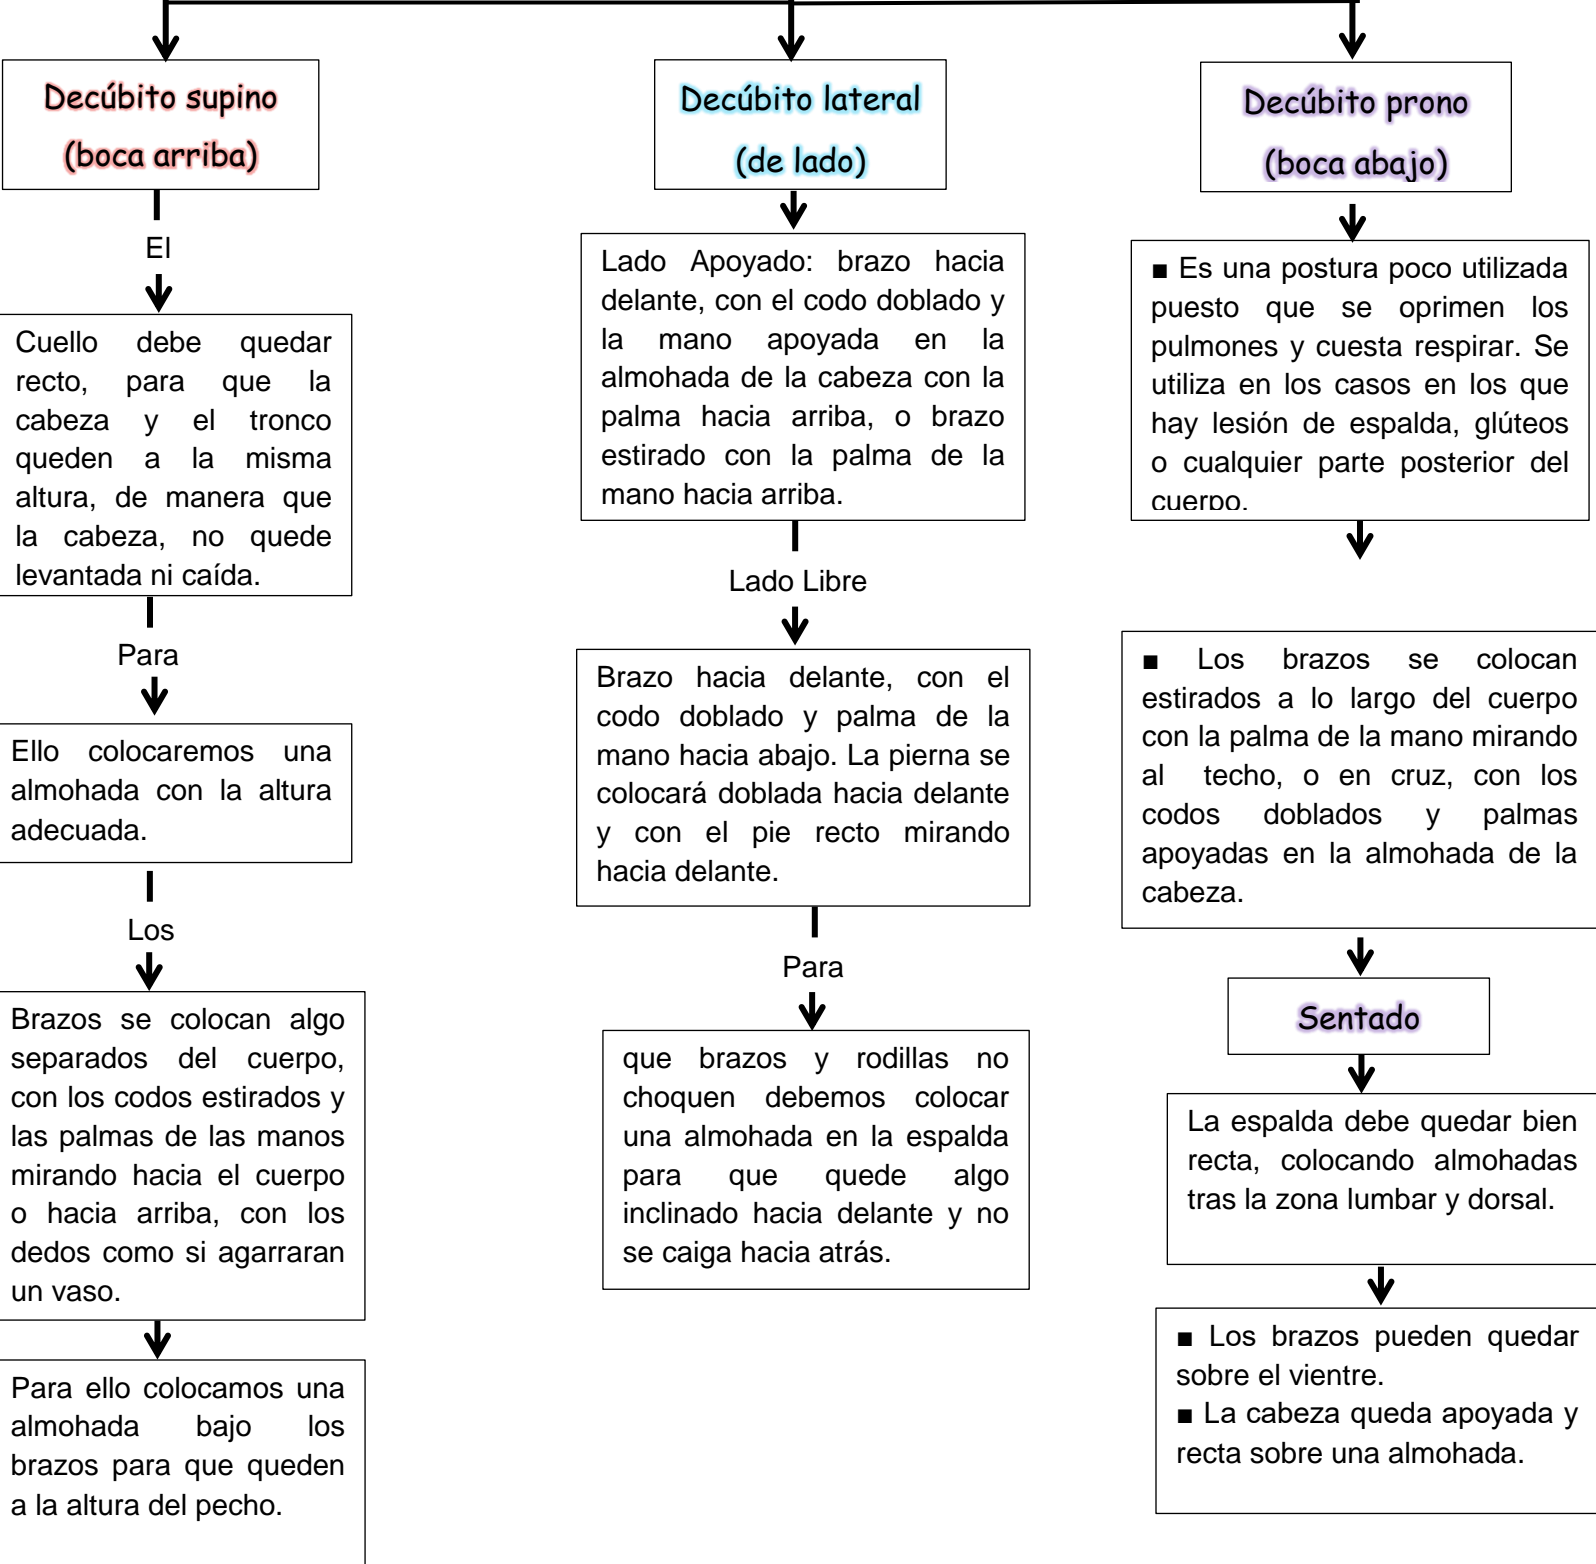 Decúbito supino
(boca arriba)
El
Cuello debe quedar
recto, para que la
cabeza y el tronco
queden a la misma
altura, de manera que
la cabeza, no quede
levantada ni caída.
Para
Ello colocaremos una
almohada con la altura
adecuada.
Los
Brazos se colocan algo
separados del cuerpo,
con los codos estirados y
las palmas de las manos
mirando hacia el cuerpo
o hacia arriba, con los
dedos como si agarraran
un vaso.
Para ello colocamos una
almohada bajo los
brazos para que queden
a la altura del pecho.
Decúbito lateral
(de lado)
Lado Apoyado: brazo hacia
delante, con el codo doblado y
la mano apoyada en la
almohada de la cabeza con la
palma hacia arriba, o brazo
estirado con la palma de la
mano hacia arriba.
Lado Libre
Brazo hacia delante, con el
codo doblado y palma de la
mano hacia abajo. La pierna se
colocará doblada hacia delante
y con el pie recto mirando
hacia delante.
Para
que brazos y rodillas no
choquen debemos colocar
una almohada en la espalda
para que quede algo
inclinado hacia delante y no
se caiga hacia atrás.
Decúbito prono
(boca abajo)
■ Es una postura poco utilizada
puesto que se oprimen los
pulmones y cuesta respirar. Se
utiliza en los casos en los que
hay lesión de espalda, glúteos
o cualquier parte posterior del
cuerpo.
■ Los brazos se colocan
estirados a lo largo del cuerpo
con la palma de la mano mirando
al techo, o en cruz, con los
codos doblados y palmas
apoyadas en la almohada de la
cabeza.
Sentado
La espalda debe quedar bien
recta, colocando almohadas
tras la zona lumbar y dorsal.
■ Los brazos pueden quedar
sobre el vientre.
■ La cabeza queda apoyada y
recta sobre una almohada.